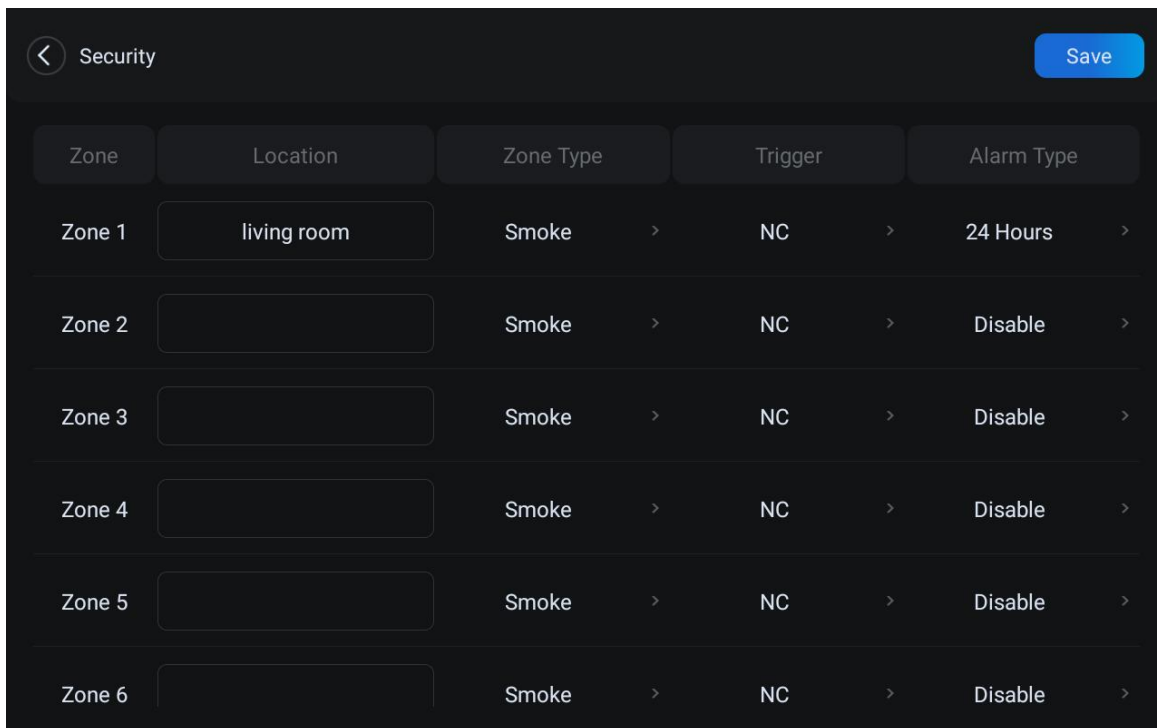 Security Save
Zone Location Zone Type Trigger Alarm Type
Zone 1 living room Smoke NC 24 Hours
Zone 2 Smoke NC Disable
Zone 3 Smoke NC Disable
Zone 4 Smoke NC Disable
Zone 5 Smoke NC Disable
Zone 6 Smoke NC Disable